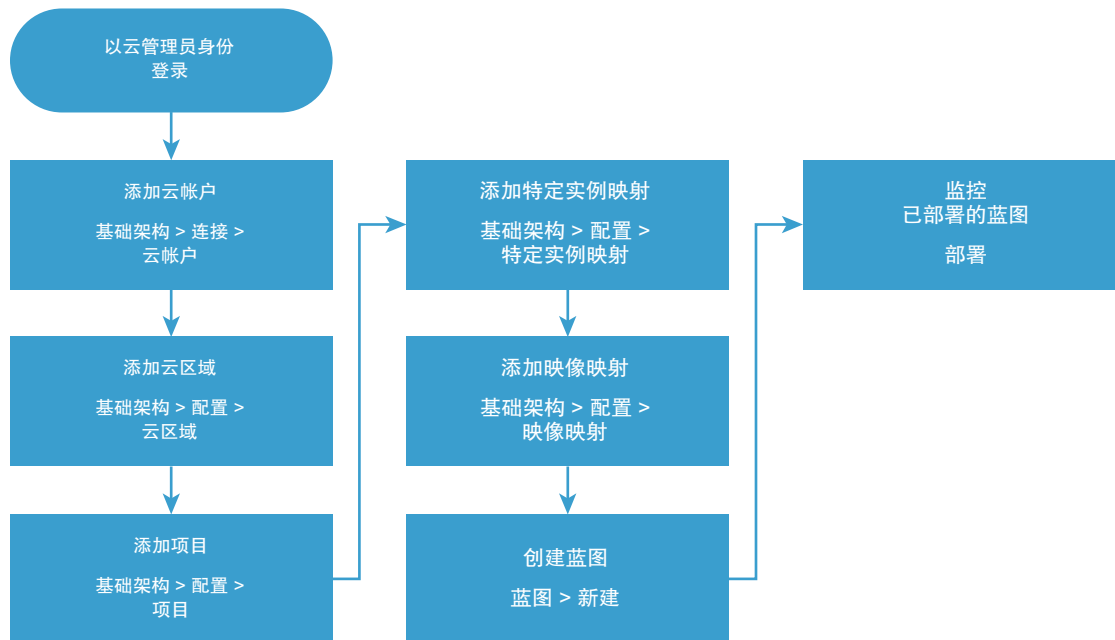 以云管理员身份
登录
添加云帐户
基础架构 > 连接 >
云帐户
添加云区域
基础架构 > 配置 >
云区域
添加项目
基础架构 > 配置 >
项目
添加特定实例映射
基础架构 > 配置 >
特定实例映射
添加映像映射
基础架构 > 配置 >
映像映射
创建蓝图
蓝图 > 新建
监控
已部署的蓝图
部署